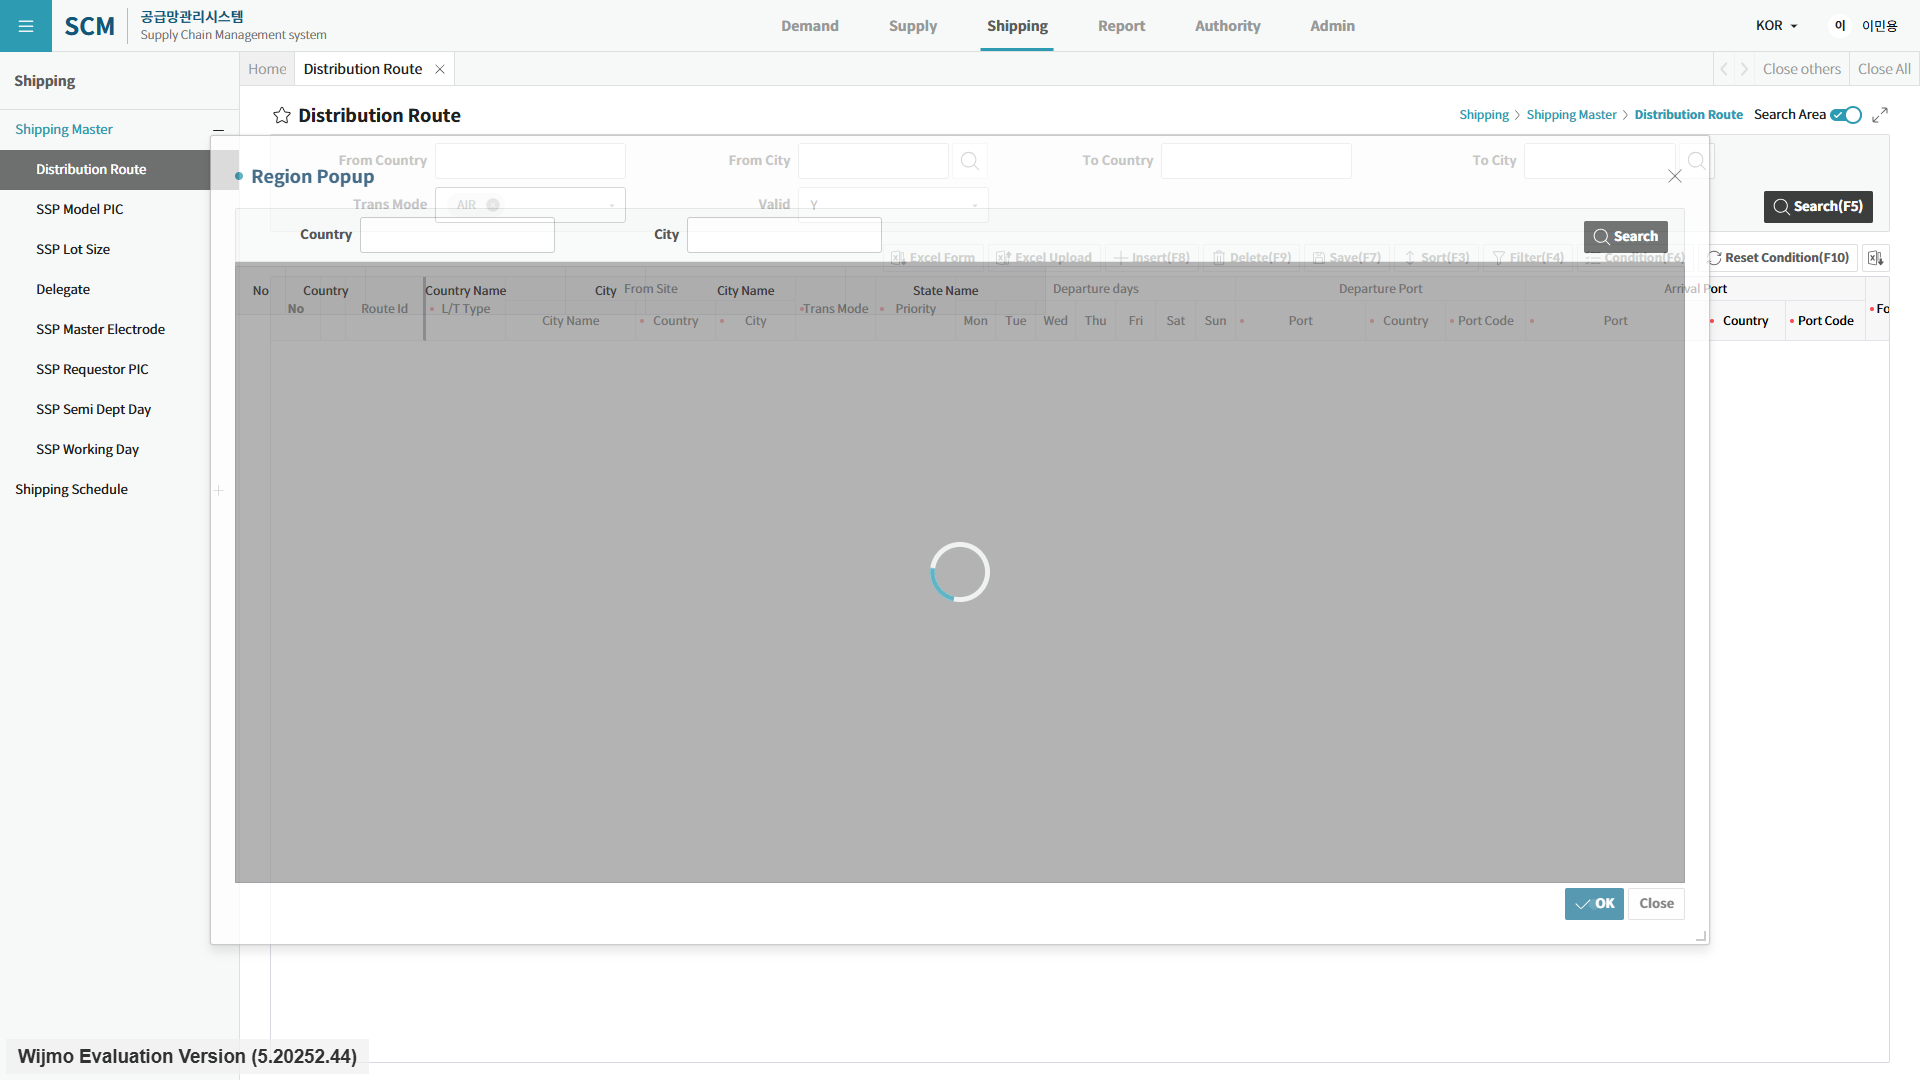 SCM 공급망관리시스템
Supply Chain Management system
Demand Supply Shipping Report Authority Admin
KOR 이 이민용
Shipping
Home Distribution Route
Close others Close All
Distribution Route
Shipping > Shipping Master > Distribution Route Search Area
Shipping Master
Distribution Route
SSP Model PIC
SSP Lot Size
Delegate
SSP Master Electrode
SSP Requestor PIC
SSP Semi Dept Day
SSP Working Day
Shipping Schedule
From Country From City To Country To City
Region Popup
Trans Mode AIR Valid Y
Search(F5)
Country City Search
Excel Form Excel Upload Insert(F8) Delete(F9) Save(F7) Sort(F3) Filter(F4) Condition(F6) Reset Condition(F10)
No Country Country Name City City Name State Name
From Site Departure days Departure Port Arrival Port
No Route Id L/T Type Trans Mode Priority Fo
City Name Country City Mon Tue Wed Thu Fri Sat Sun Port Country Port Code Port Country Port Code
OK Close
Wijmo Evaluation Version (5.20252.44)